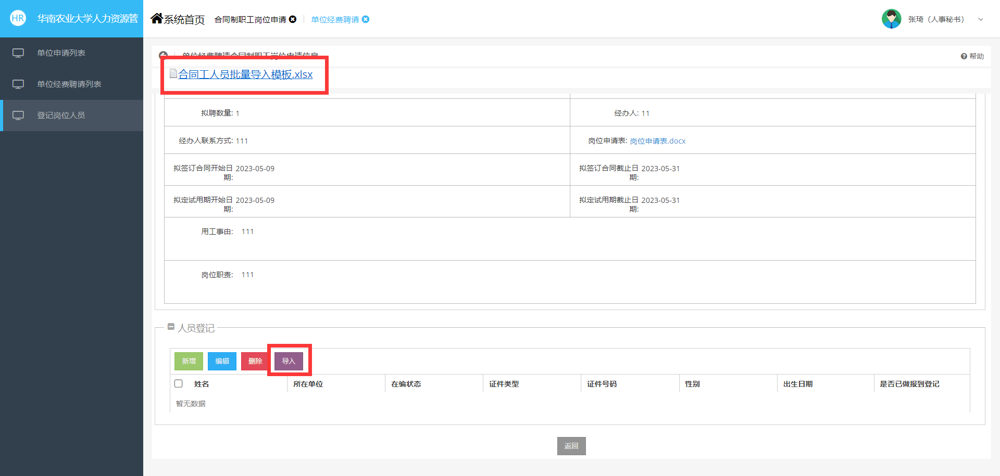 HR 华南农业大学人力资源管
系统首页 合同制职工岗位申请 单位经费聘请 张琦（人事秘书）
单位申请列表
单位经费聘请列表
登记岗位人员
单位经费聘请合同制职工岗位申请信息 帮助
合同工人员批量导入模板.xlsx
拟聘数量: 1 经办人: 11
经办人联系方式: 111 岗位申请表: 岗位申请表.docx
拟签订合同开始日期: 2023-05-09 拟签订合同截止日期: 2023-05-31
拟定试用期开始日期: 2023-05-09 拟定试用期截止日期: 2023-05-31
用工事由: 111
岗位职责: 111
人员登记
新增 编辑 删除 导入
姓名 所在单位 在编状态 证件类型 证件号码 性别 出生日期 是否已做报到登记
暂无数据
返回